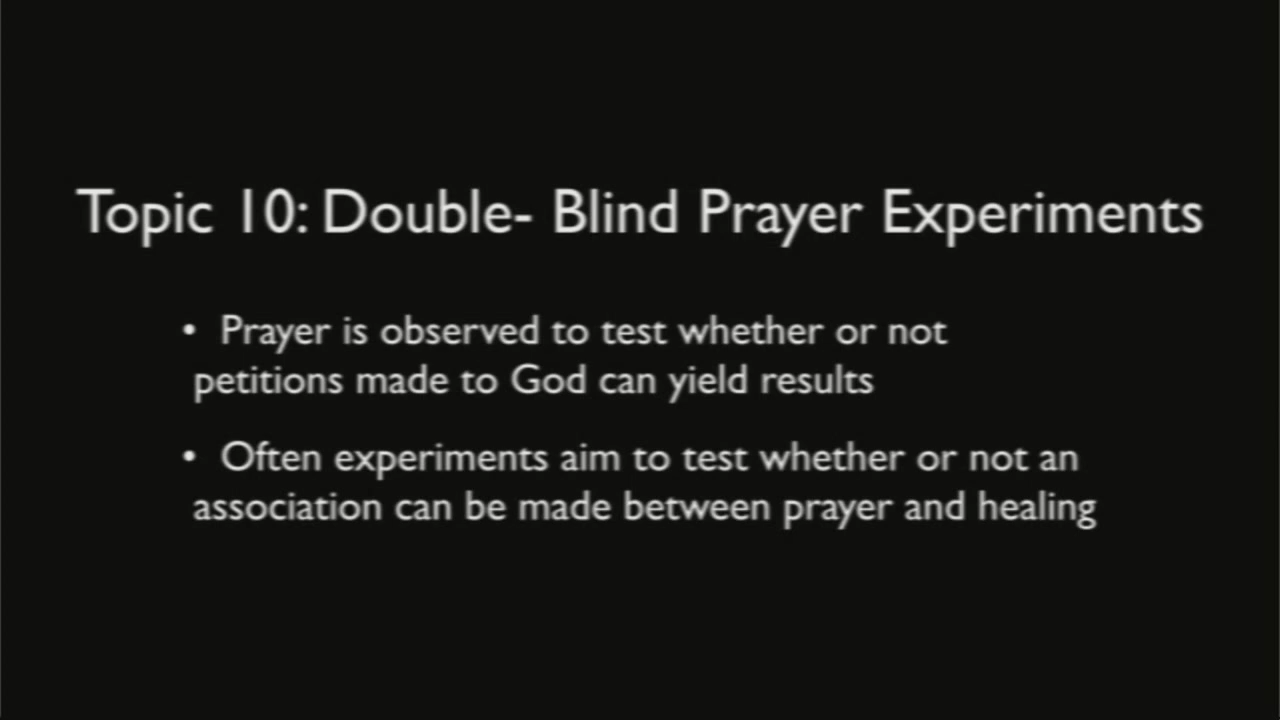 Topic 10: Double- Blind Prayer Experiments
• Prayer is observed to test whether or not
petitions made to God can yield results
• Often experiments aim to test whether or not an
association can be made between prayer and healing